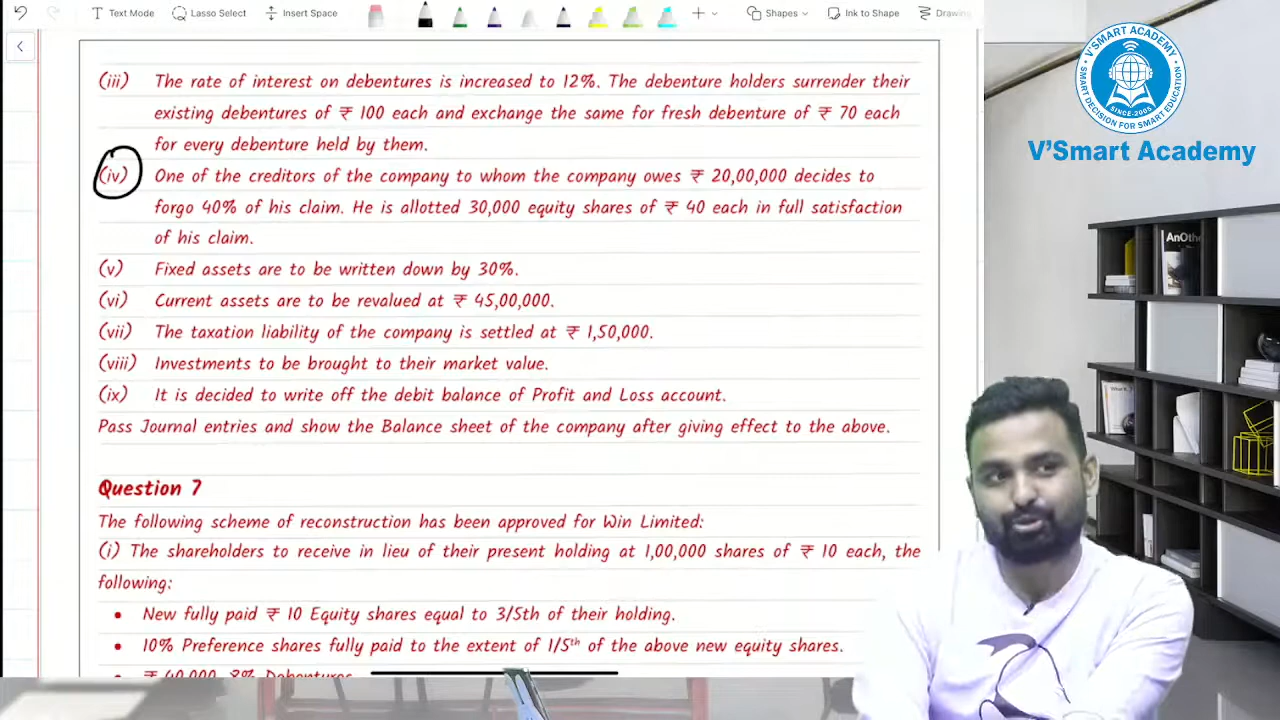 Text Mode Lasso Select Insert Space Shapes Ink to Shape Drawing
(iii) The rate of interest on debentures is increased to 12%. The debenture holders surrender their
existing debentures of ₹ 100 each and exchange the same for fresh debenture of ₹ 70 each
for every debenture held by them.
(iv) One of the creditors of the company to whom the company owes ₹ 20,00,000 decides to
forgo 40% of his claim. He is allotted 30,000 equity shares of ₹ 40 each in full satisfaction
of his claim.
(v) Fixed assets are to be written down by 30%.
(vi) Current assets are to be revalued at ₹ 45,00,000.
(vii) The taxation liability of the company is settled at ₹ 1,50,000.
(viii) Investments to be brought to their market value.
(ix) It is decided to write off the debit balance of Profit and Loss account.
Pass Journal entries and show the Balance sheet of the company after giving effect to the above.
Question 7
The following scheme of reconstruction has been approved for Win Limited:
(i) The shareholders to receive in lieu of their present holding at 1,00,000 shares of ₹ 10 each, the
following:
• New fully paid ₹ 10 Equity shares equal to 3/5th of their holding.
• 10% Preference shares fully paid to the extent of 1/5th of the above new equity shares.
• ₹ 40,000, 8% Debentures
V'SMART ACADEMY
SINCE-2005
SMART DECISION FOR SMART EDUCATION
V'Smart Academy
AnOthe